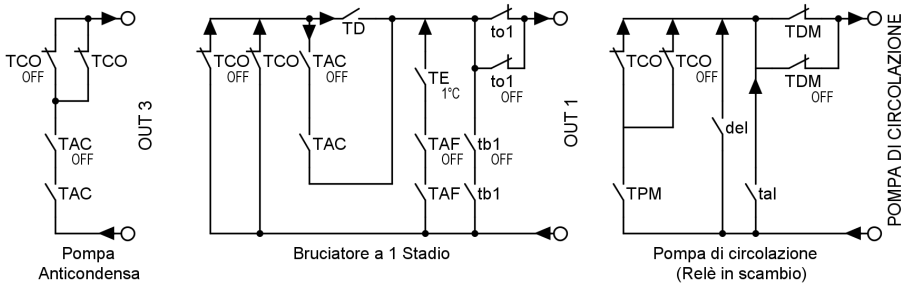 TCO
OFF
TCO
TAC
OFF
TAC
OUT 3
Pompa
Anticondensa
TD
TCO
OFF
TCO
TAC
OFF
TAC
TE
1°C
TAF
OFF
TAF
to1
to1
OFF
tb1
OFF
tb1
OUT 1
Bruciatore a 1 Stadio
TCO
TCO
OFF
TDM
TDM
OFF
del
TPM
tal
POMPA DI CIRCOLAZIONE
Pompa di circolazione
(Relè in scambio)